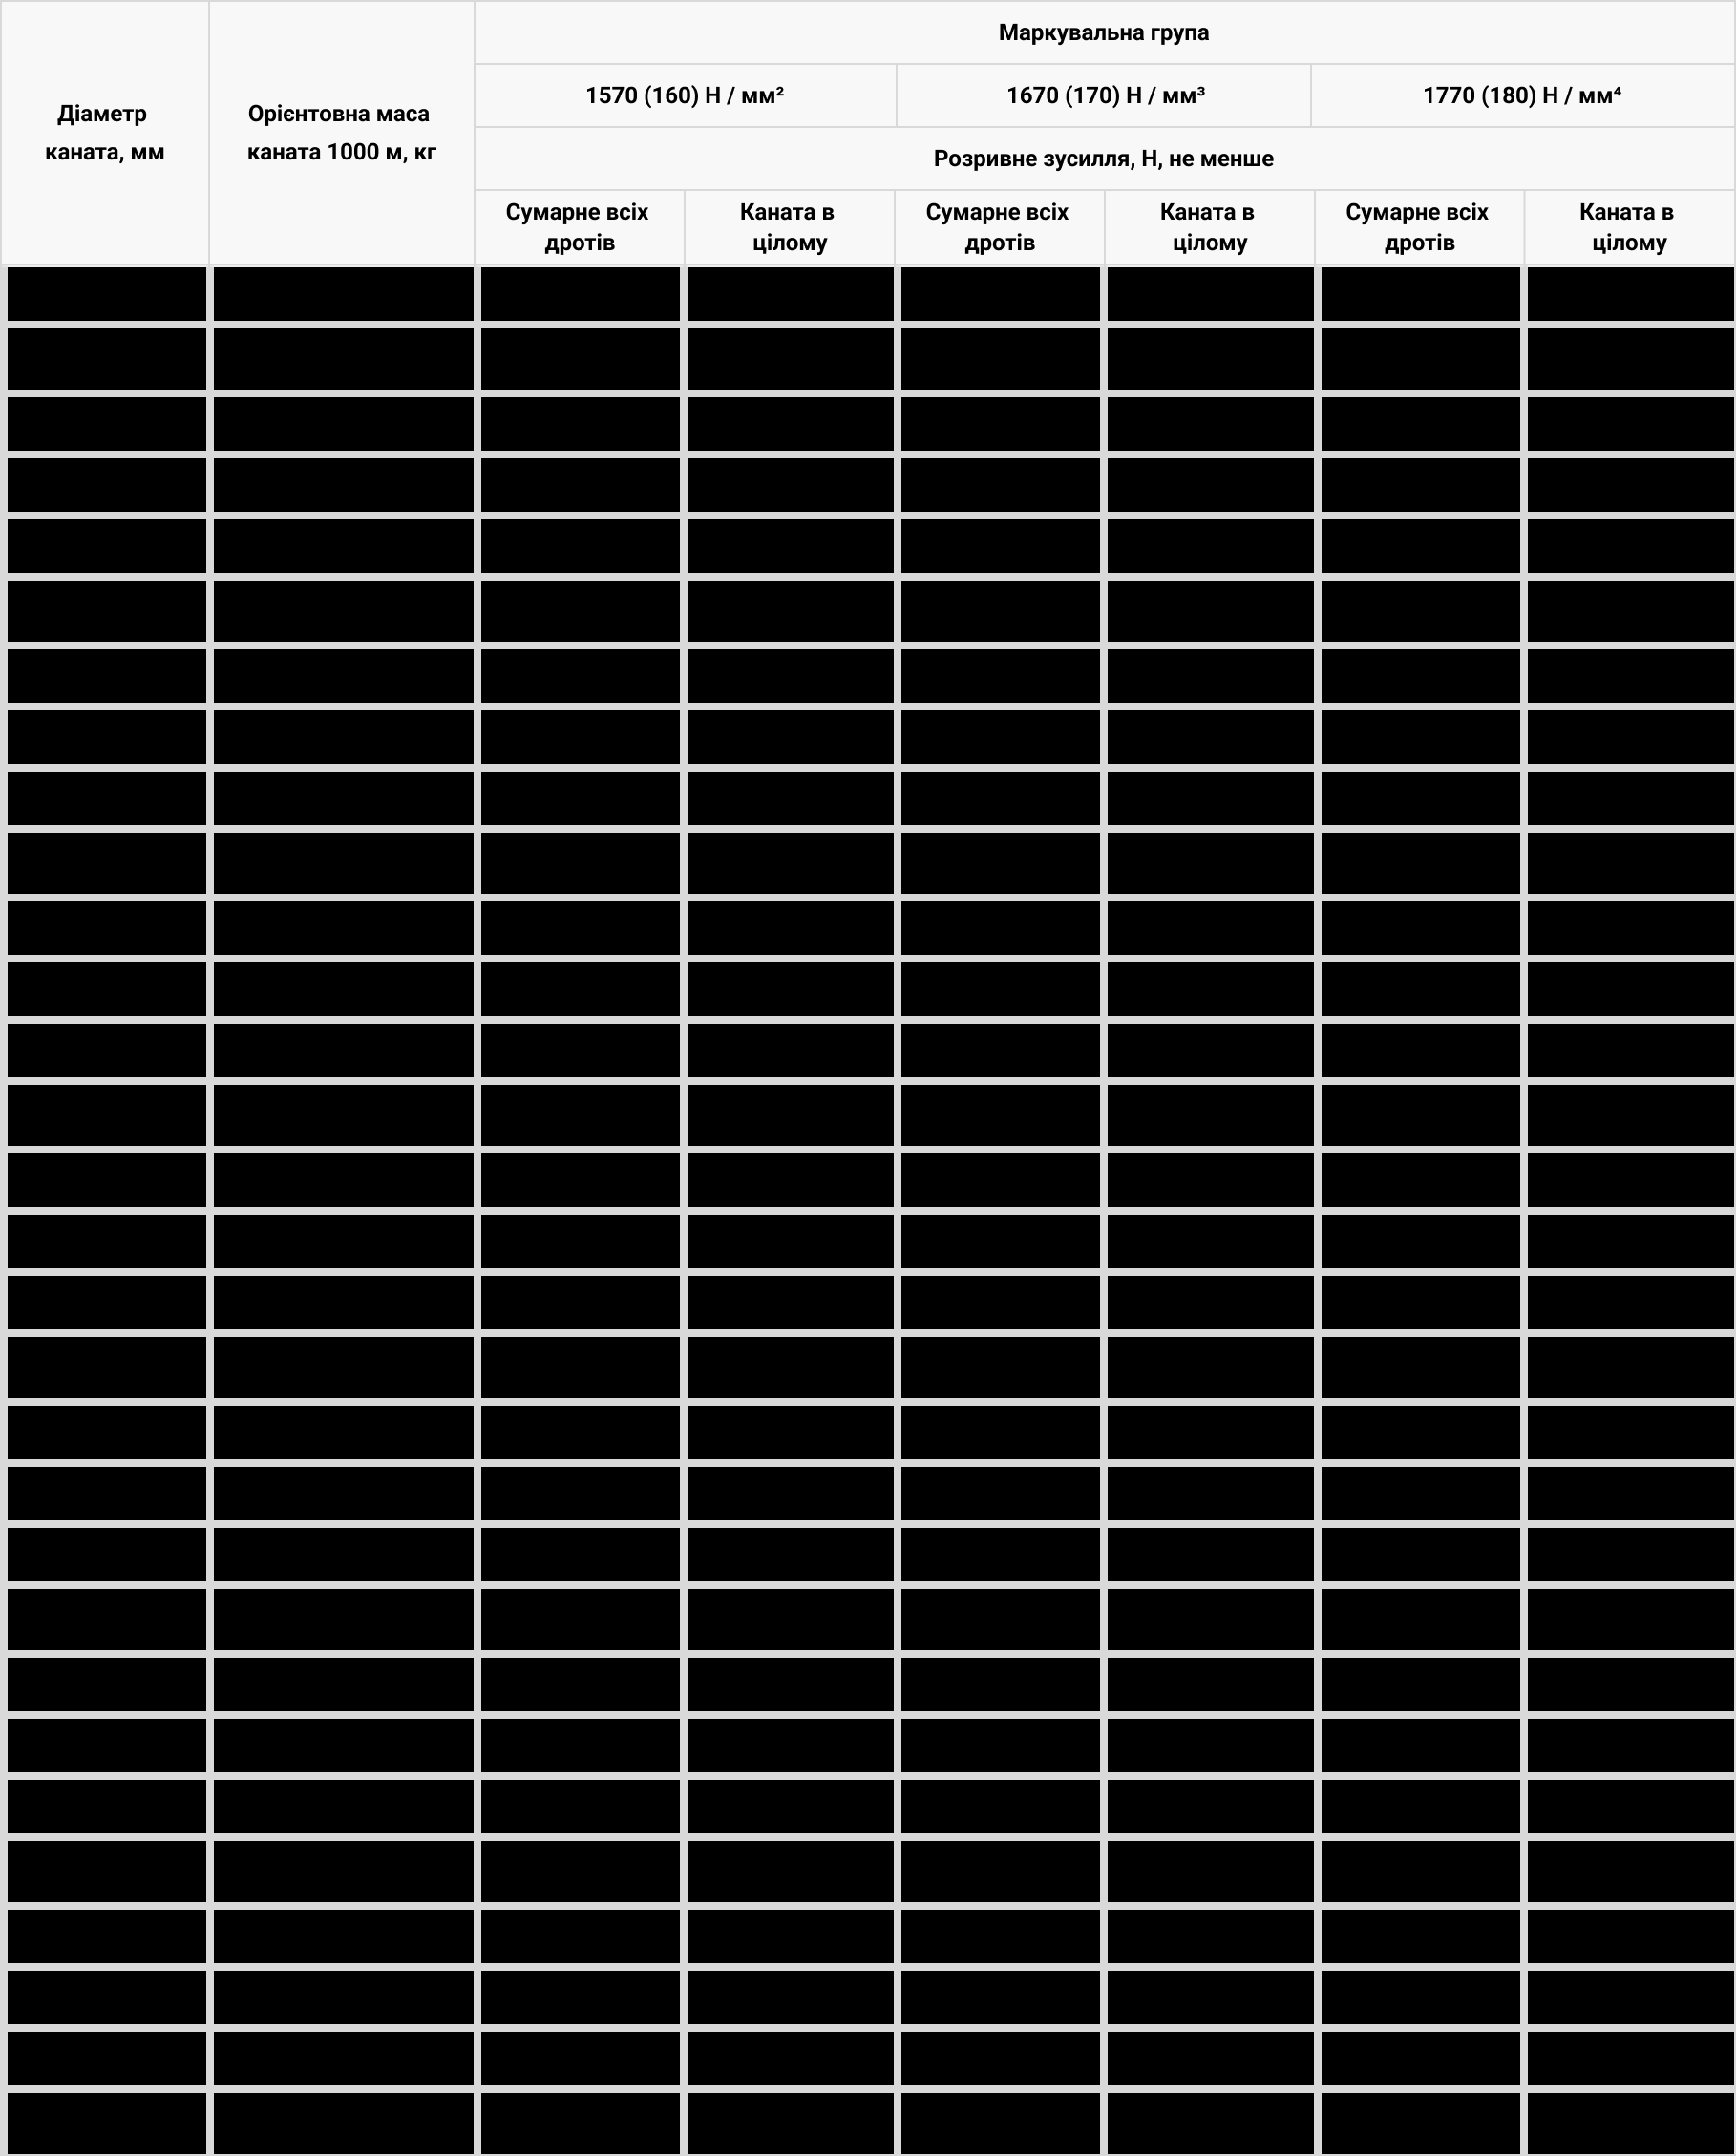 Маркувальна група
Діаметр
каната, мм
Орієнтовна маса
каната 1000 м, кг
1570 (160) Н / мм²
1670 (170) Н / мм³
1770 (180) Н / мм⁴
Розривне зусилля, Н, не менше
Сумарне всіх
дротів
Каната в
цілому
Сумарне всіх
дротів
Каната в
цілому
Сумарне всіх
дротів
Каната в
цілому